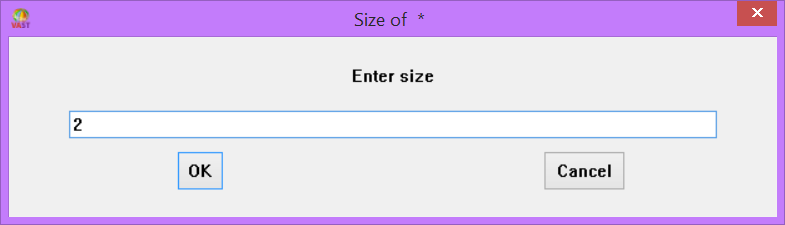 VAST
Size of *
Enter size
2
OK
Cancel